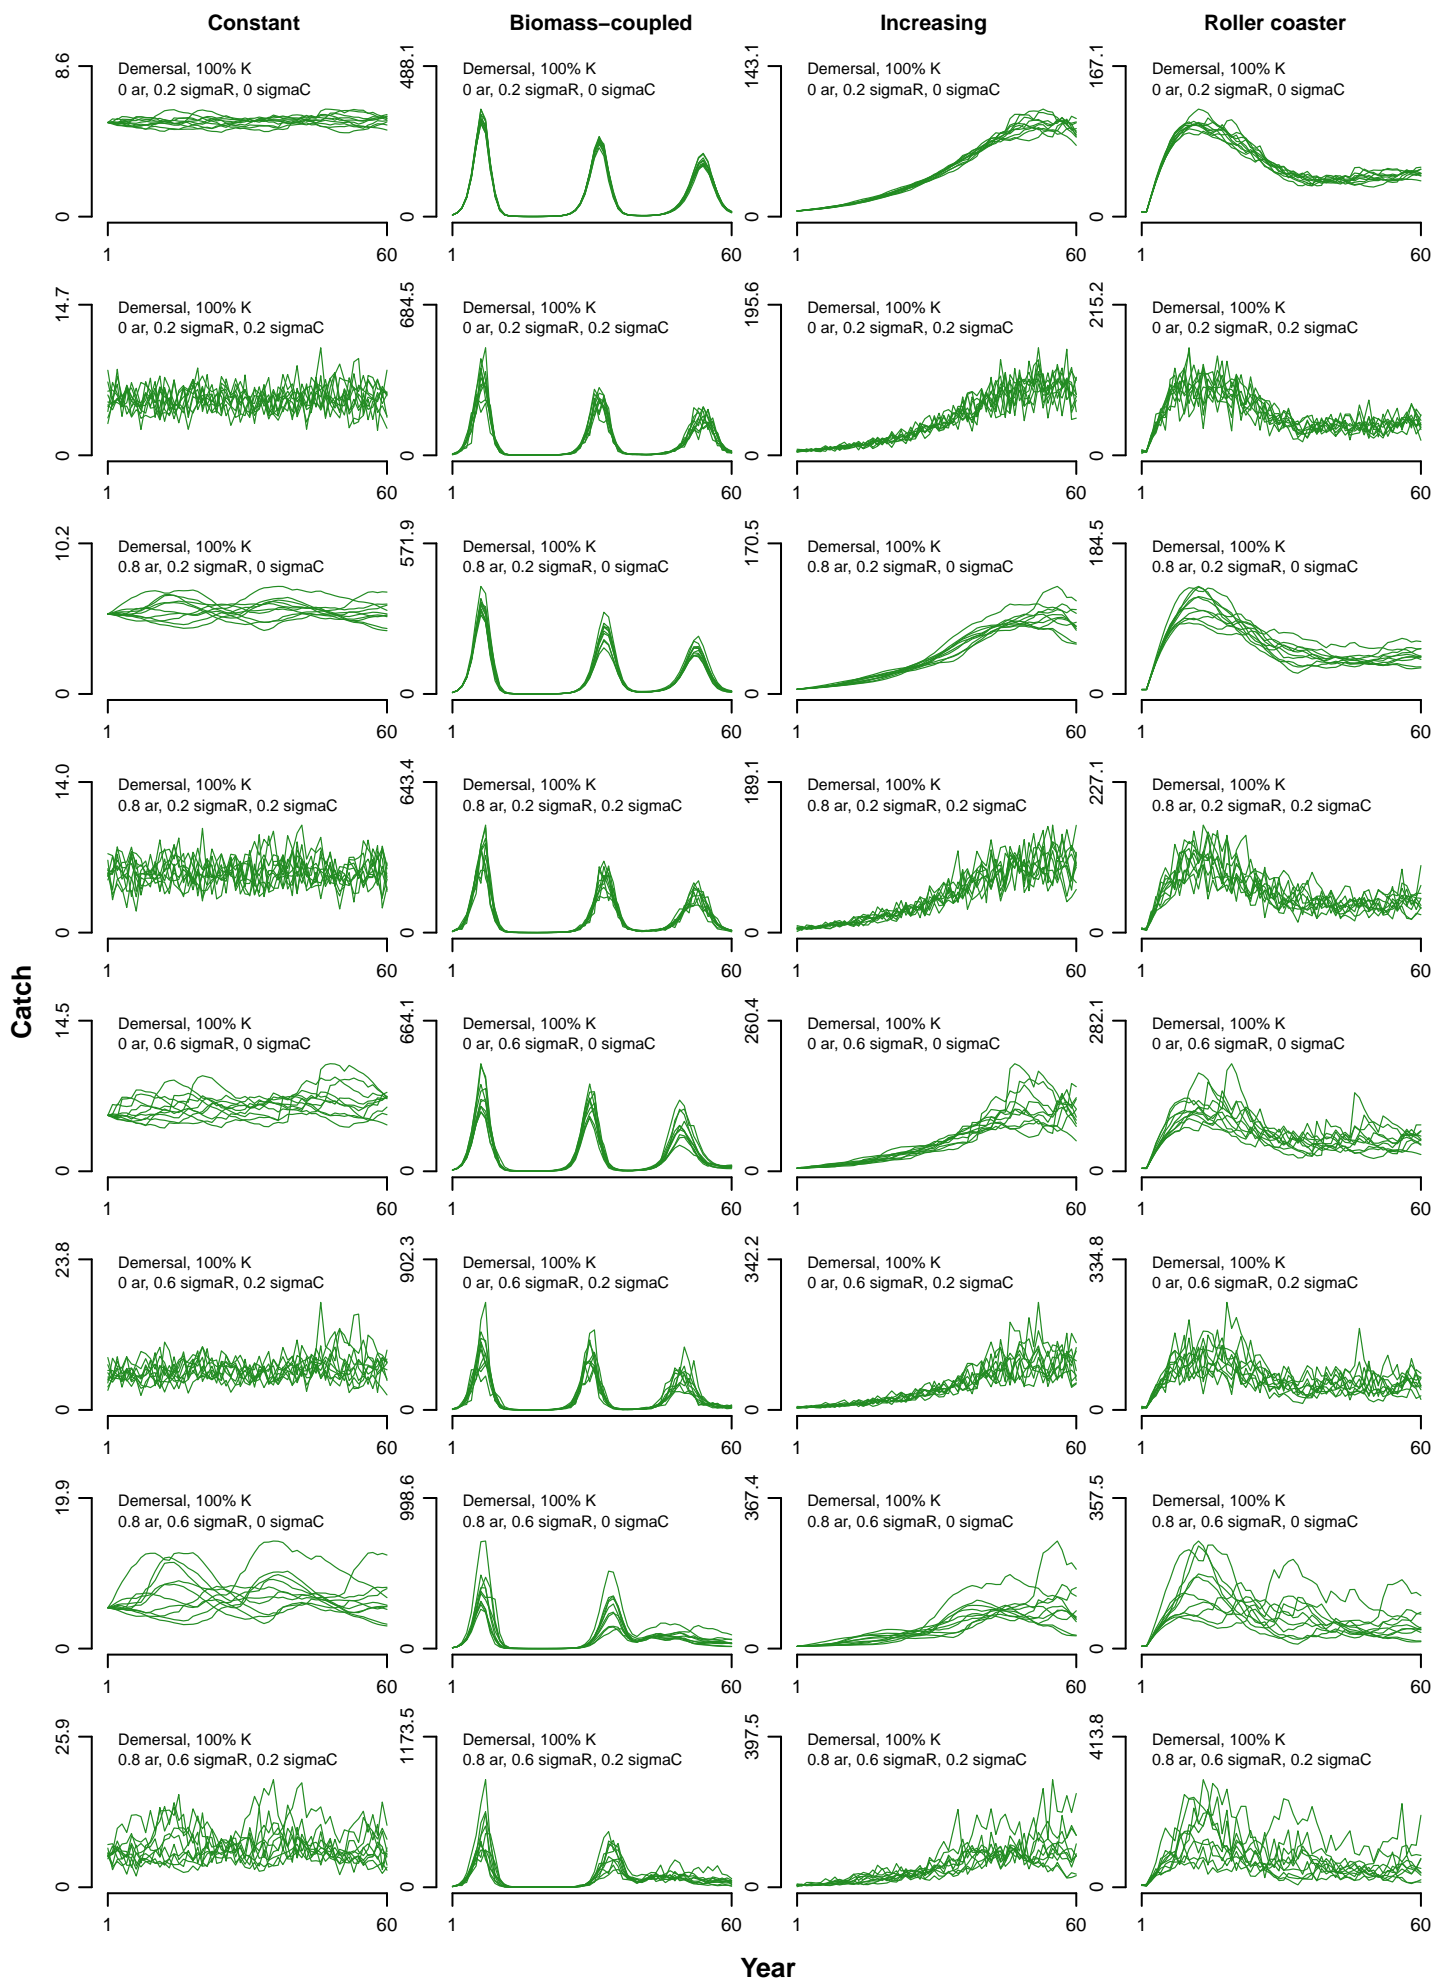 Constant
Biomass−coupled
Increasing
Roller coaster
8.6
0
Demersal, 100% K
0 ar, 0.2 sigmaR, 0 sigmaC
1
60
488.1
0
Demersal, 100% K
0 ar, 0.2 sigmaR, 0 sigmaC
1
60
143.1
0
Demersal, 100% K
0 ar, 0.2 sigmaR, 0 sigmaC
1
60
167.1
0
Demersal, 100% K
0 ar, 0.2 sigmaR, 0 sigmaC
1
60
14.7
0
Demersal, 100% K
0 ar, 0.2 sigmaR, 0.2 sigmaC
1
60
684.5
0
Demersal, 100% K
0 ar, 0.2 sigmaR, 0.2 sigmaC
1
60
195.6
0
Demersal, 100% K
0 ar, 0.2 sigmaR, 0.2 sigmaC
1
60
215.2
0
Demersal, 100% K
0 ar, 0.2 sigmaR, 0.2 sigmaC
1
60
10.2
0
Demersal, 100% K
0.8 ar, 0.2 sigmaR, 0 sigmaC
1
60
571.9
0
Demersal, 100% K
0.8 ar, 0.2 sigmaR, 0 sigmaC
1
60
170.5
0
Demersal, 100% K
0.8 ar, 0.2 sigmaR, 0 sigmaC
1
60
184.5
0
Demersal, 100% K
0.8 ar, 0.2 sigmaR, 0 sigmaC
1
60
14.0
0
Demersal, 100% K
0.8 ar, 0.2 sigmaR, 0.2 sigmaC
1
60
643.4
0
Demersal, 100% K
0.8 ar, 0.2 sigmaR, 0.2 sigmaC
1
60
189.1
0
Demersal, 100% K
0.8 ar, 0.2 sigmaR, 0.2 sigmaC
1
60
227.1
0
Demersal, 100% K
0.8 ar, 0.2 sigmaR, 0.2 sigmaC
1
60
Catch
14.5
0
Demersal, 100% K
0 ar, 0.6 sigmaR, 0 sigmaC
1
60
664.1
0
Demersal, 100% K
0 ar, 0.6 sigmaR, 0 sigmaC
1
60
260.4
0
Demersal, 100% K
0 ar, 0.6 sigmaR, 0 sigmaC
1
60
282.1
0
Demersal, 100% K
0 ar, 0.6 sigmaR, 0 sigmaC
1
60
23.8
0
Demersal, 100% K
0 ar, 0.6 sigmaR, 0.2 sigmaC
1
60
902.3
0
Demersal, 100% K
0 ar, 0.6 sigmaR, 0.2 sigmaC
1
60
342.2
0
Demersal, 100% K
0 ar, 0.6 sigmaR, 0.2 sigmaC
1
60
334.8
0
Demersal, 100% K
0 ar, 0.6 sigmaR, 0.2 sigmaC
1
60
19.9
0
Demersal, 100% K
0.8 ar, 0.6 sigmaR, 0 sigmaC
1
60
998.6
0
Demersal, 100% K
0.8 ar, 0.6 sigmaR, 0 sigmaC
1
60
367.4
0
Demersal, 100% K
0.8 ar, 0.6 sigmaR, 0 sigmaC
1
60
357.5
0
Demersal, 100% K
0.8 ar, 0.6 sigmaR, 0 sigmaC
1
60
25.9
0
Demersal, 100% K
0.8 ar, 0.6 sigmaR, 0.2 sigmaC
1
60
1173.5
0
Demersal, 100% K
0.8 ar, 0.6 sigmaR, 0.2 sigmaC
1
60
397.5
0
Demersal, 100% K
0.8 ar, 0.6 sigmaR, 0.2 sigmaC
1
60
413.8
0
Demersal, 100% K
0.8 ar, 0.6 sigmaR, 0.2 sigmaC
1
60
Year